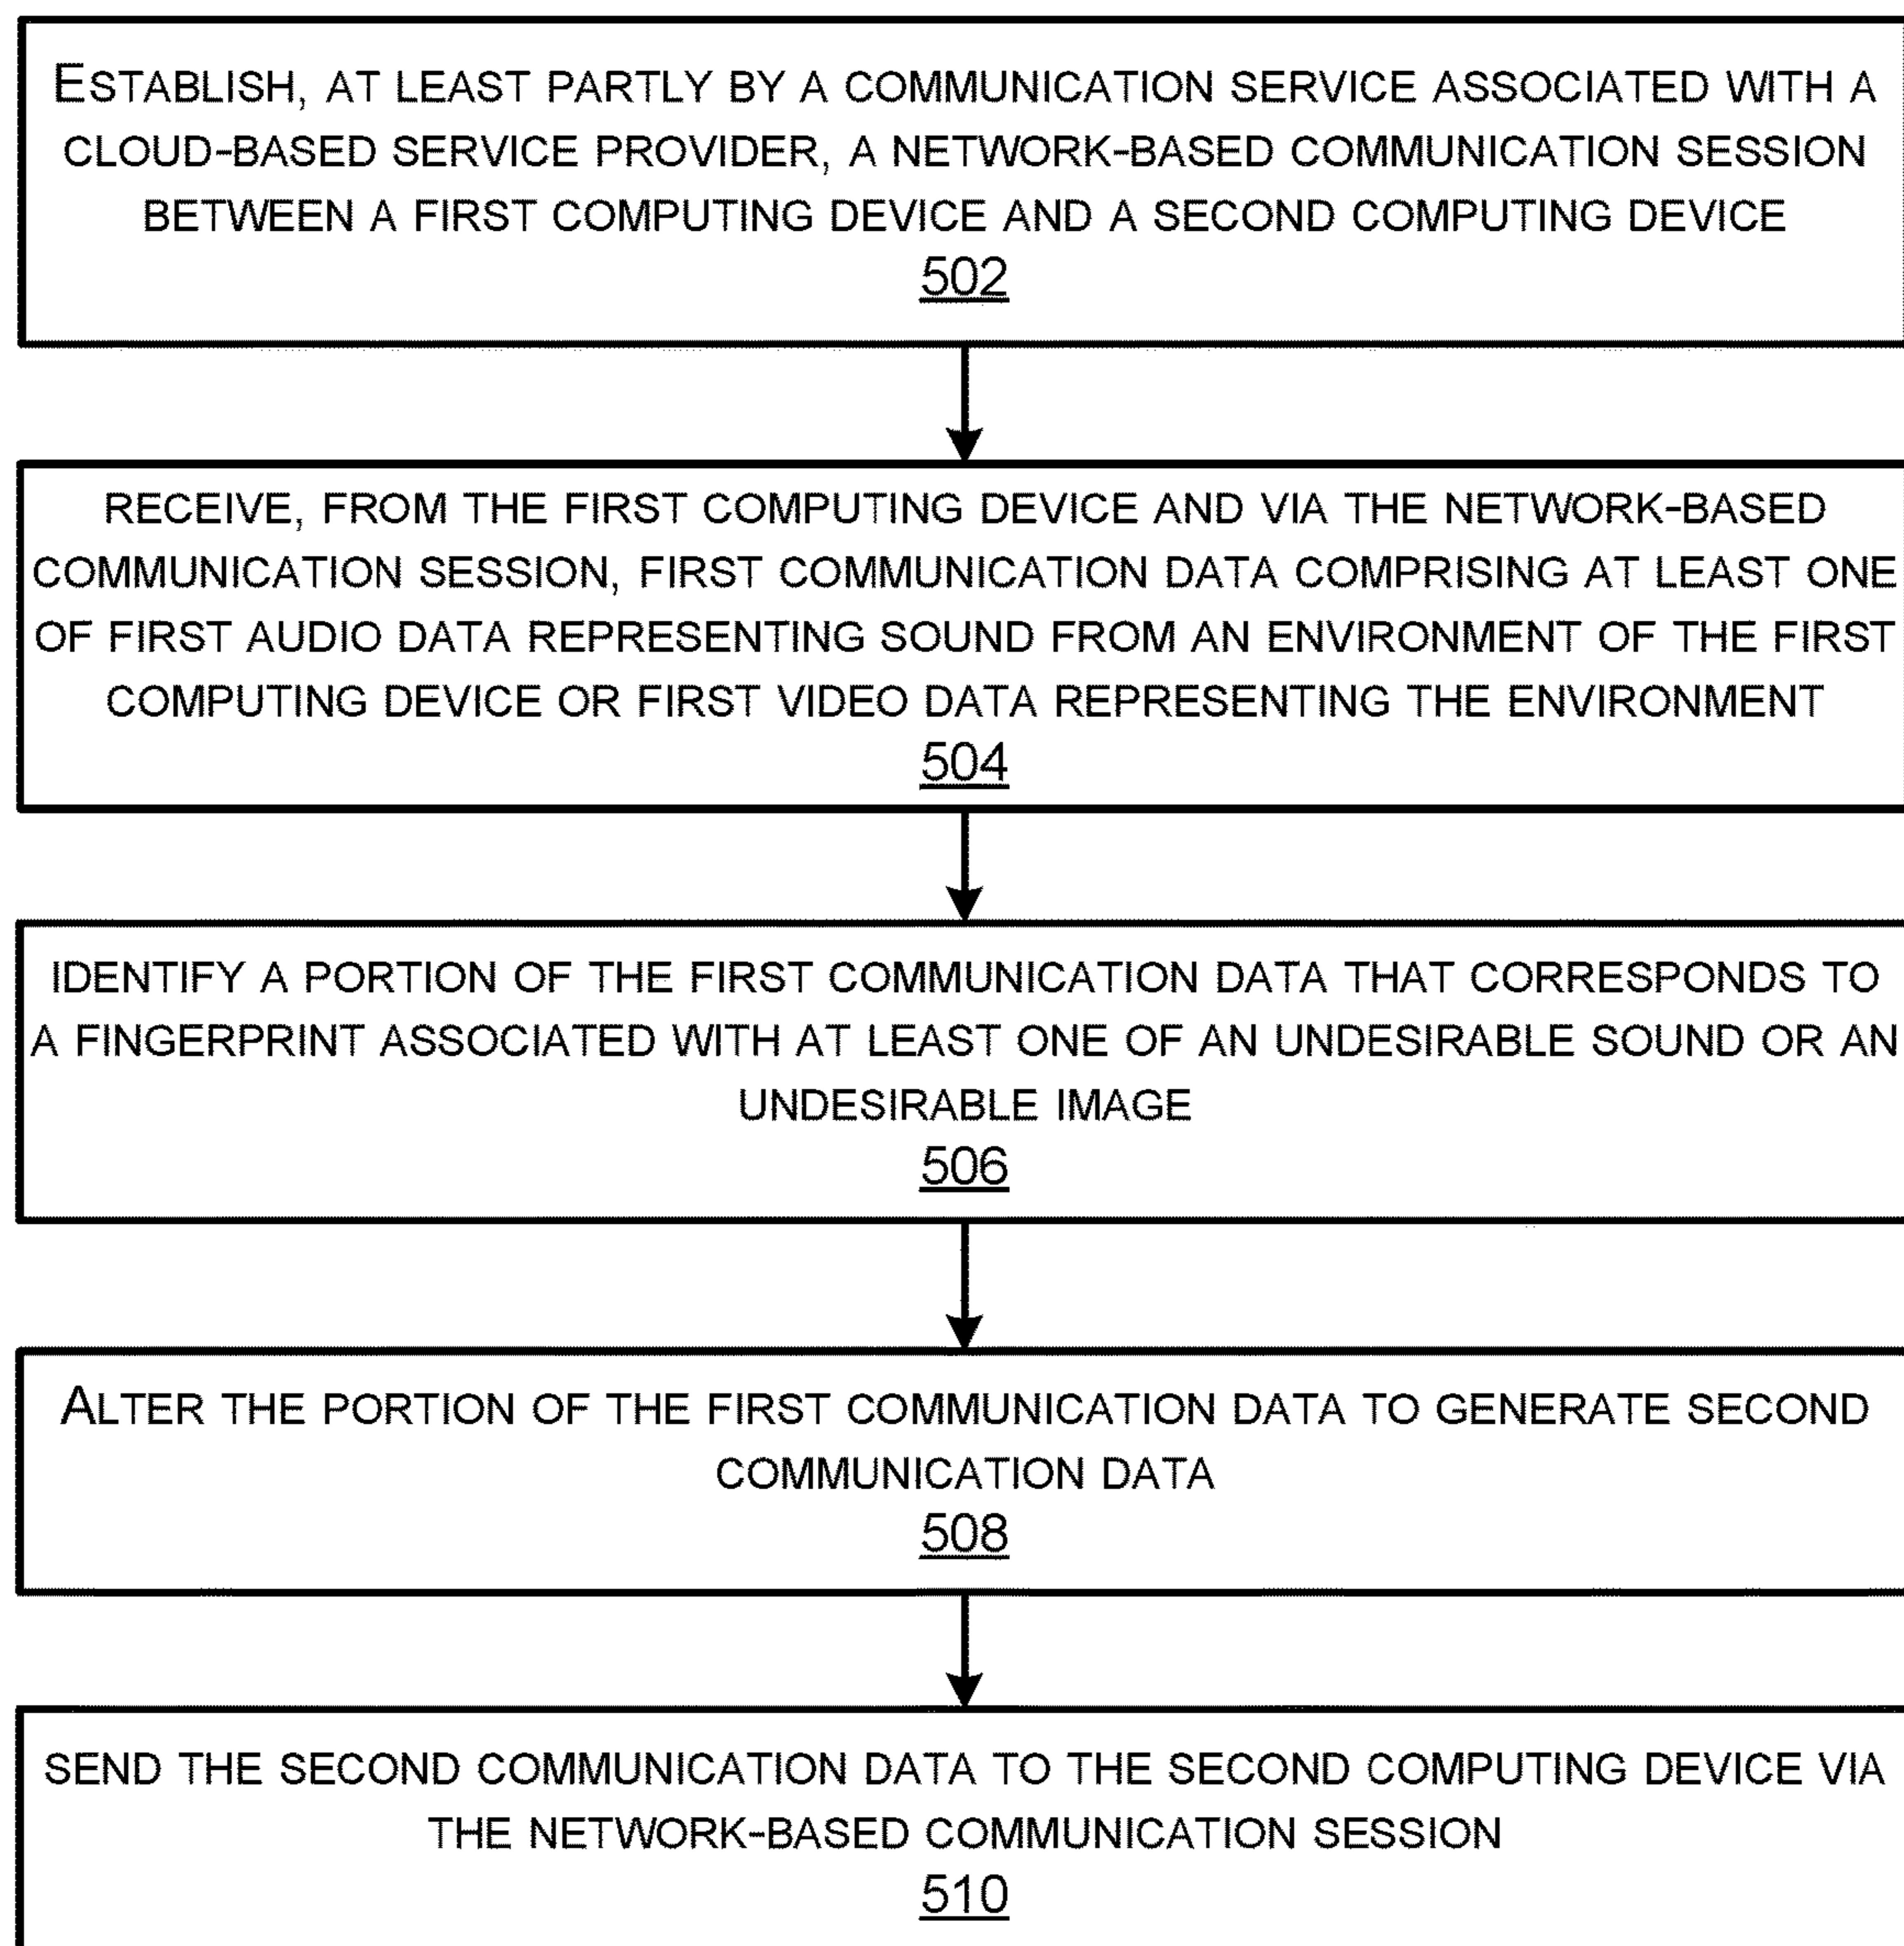 ESTABLISH, AT LEAST PARTLY BY A COMMUNICATION SERVICE ASSOCIATED WITH A
CLOUD-BASED SERVICE PROVIDER, A NETWORK-BASED COMMUNICATION SESSION
BETWEEN A FIRST COMPUTING DEVICE AND A SECOND COMPUTING DEVICE
502
RECEIVE, FROM THE FIRST COMPUTING DEVICE AND VIA THE NETWORK-BASED
COMMUNICATION SESSION, FIRST COMMUNICATION DATA COMPRISING AT LEAST ONE
OF FIRST AUDIO DATA REPRESENTING SOUND FROM AN ENVIRONMENT OF THE FIRST
COMPUTING DEVICE OR FIRST VIDEO DATA REPRESENTING THE ENVIRONMENT
504
IDENTIFY A PORTION OF THE FIRST COMMUNICATION DATA THAT CORRESPONDS TO
A FINGERPRINT ASSOCIATED WITH AT LEAST ONE OF AN UNDESIRABLE SOUND OR AN
UNDESIRABLE IMAGE
506
ALTER THE PORTION OF THE FIRST COMMUNICATION DATA TO GENERATE SECOND
COMMUNICATION DATA
508
SEND THE SECOND COMMUNICATION DATA TO THE SECOND COMPUTING DEVICE VIA
THE NETWORK-BASED COMMUNICATION SESSION
510